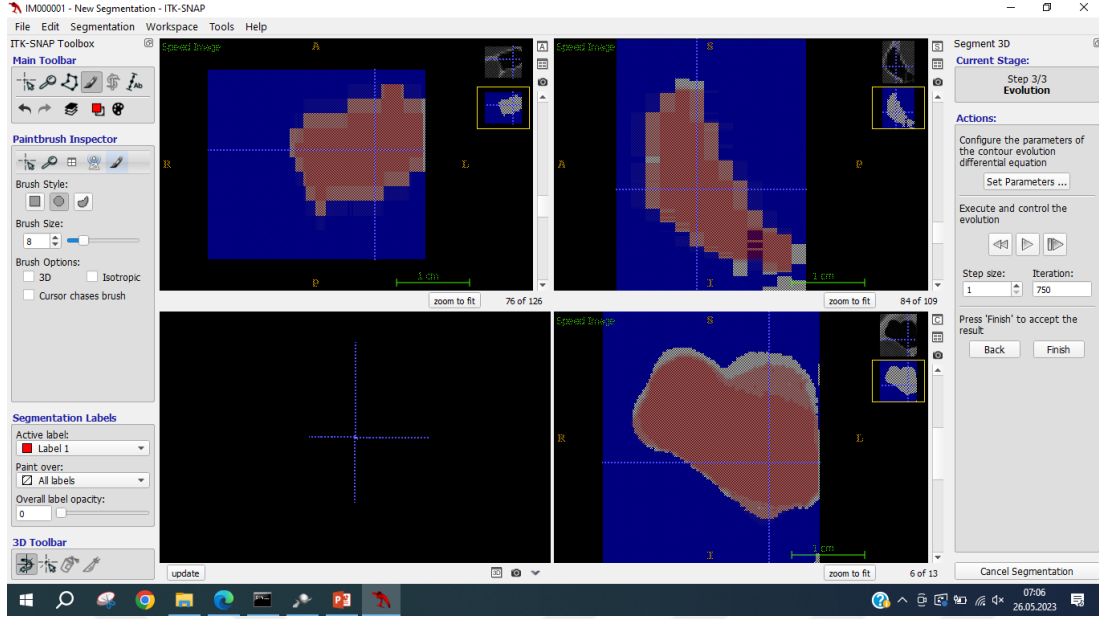 IM000001 - New Segmentation - ITK-SNAP
File Edit Segmentation Workspace Tools Help
ITK-SNAP Toolbox
Main Toolbar
Paintbrush Inspector
Brush Style:
Brush Size:
8
Brush Options:
3D Isotropic
Cursor chases brush
Segmentation Labels
Active label:
Label 1
Paint over:
All labels
Overall label opacity:
0
3D Toolbar
Speed Image
A
R
L
P
1 cm
A
zoom to fit 76 of 126
Speed Image
S
A
P
I
1 cm
S
zoom to fit 84 of 109
update
3D
Speed Image
S
R
L
I
1 cm
C
zoom to fit 6 of 13
Segment 3D
Current Stage:
Step 3/3
Evolution
Actions:
Configure the parameters of
the contour evolution
differential equation
Set Parameters ...
Execute and control the
evolution
Step size: Iteration:
1 750
Press 'Finish' to accept the
result
Back Finish
Cancel Segmentation
07:06
26.05.2023